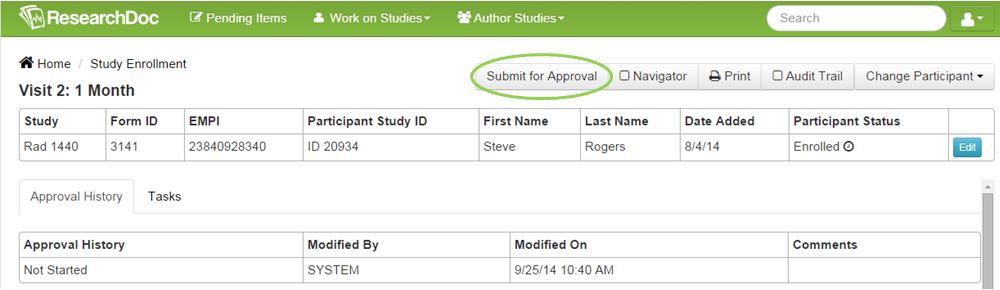 ResearchDoc Pending Items Work on Studies Author Studies Search
Home / Study Enrollment
Submit for Approval Navigator Print Audit Trail Change Participant
Visit 2: 1 Month
Study Form ID EMPI Participant Study ID First Name Last Name Date Added Participant Status
Rad 1440 3141 23840928340 ID 20934 Steve Rogers 8/4/14 Enrolled Edit
Approval History Tasks
Approval History Modified By Modified On Comments
Not Started SYSTEM 9/25/14 10:40 AM